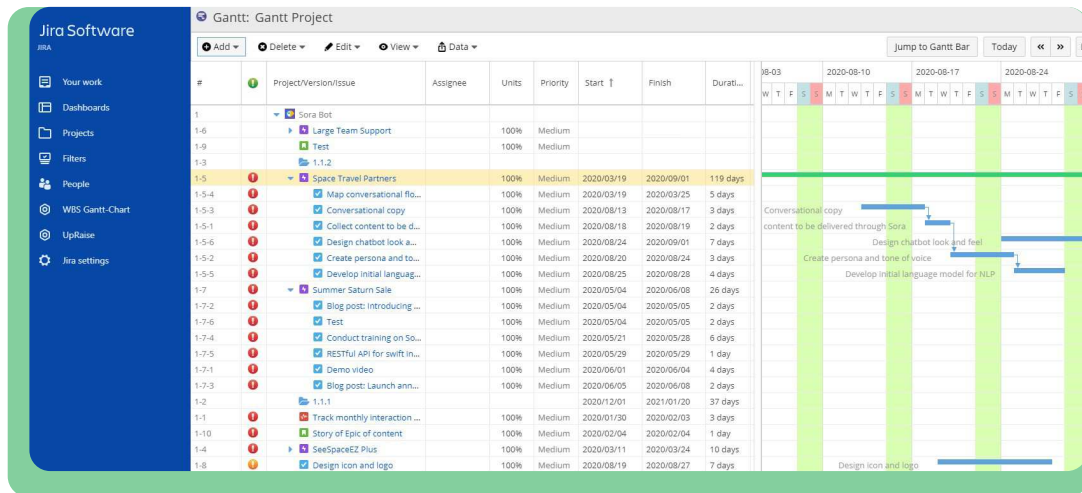 Jira Software
JIRA
Your work
Dashboards
Projects
Filters
People
WBS Gantt-Chart
UpRaise
Jira settings
Gantt: Gantt Project
Add Delete Edit View Data Jump to Gantt Bar Today « »
# Project/Version/Issue Assignee Units Priority Start ↑ Finish Durati...
08-03 2020-08-10 2020-08-17 2020-08-24
W T F S S M T W T F S S M T W T F S S M T W T F S
1 Sora Bot
1-6 Large Team Support 100% Medium
1-9 Test 100% Medium
1-3 1.1.2
1-5 Space Travel Partners 100% Medium 2020/03/19 2020/09/01 119 days
1-5-4 Map conversational flo... 100% Medium 2020/03/19 2020/03/25 5 days
1-5-3 Conversational copy 100% Medium 2020/08/13 2020/08/17 3 days Conversational copy
1-5-1 Collect content to be d... 100% Medium 2020/08/18 2020/08/19 2 days content to be delivered through Sora
1-5-6 Design chatbot look a... 100% Medium 2020/08/24 2020/09/01 7 days Design chatbot look and feel
1-5-2 Create persona and to... 100% Medium 2020/08/20 2020/08/24 3 days Create persona and tone of voice
1-5-5 Develop initial languag... 100% Medium 2020/08/25 2020/08/28 4 days Develop initial language model for NLP
1-7 Summer Saturn Sale 100% Medium 2020/05/04 2020/06/08 26 days
1-7-2 Blog post: Introducing ... 100% Medium 2020/05/04 2020/05/05 2 days
1-7-6 Test 100% Medium 2020/05/04 2020/05/05 2 days
1-7-4 Conduct training on So... 100% Medium 2020/05/21 2020/05/28 6 days
1-7-5 RESTful API for swift in... 100% Medium 2020/05/29 2020/05/29 1 day
1-7-1 Demo video 100% Medium 2020/06/01 2020/06/04 4 days
1-7-3 Blog post: Launch ann... 100% Medium 2020/06/05 2020/06/08 2 days
1-2 1.1.1 2020/12/01 2021/01/20 37 days
1-1 Track monthly interaction ... 100% Medium 2020/01/30 2020/02/03 3 days
1-10 Story of Epic of content 100% Medium 2020/02/04 2020/02/04 1 day
1-4 SeeSpaceEZ Plus 100% Medium 2020/03/11 2020/03/24 10 days
1-8 Design icon and logo 100% Medium 2020/08/19 2020/08/27 7 days Design icon and logo